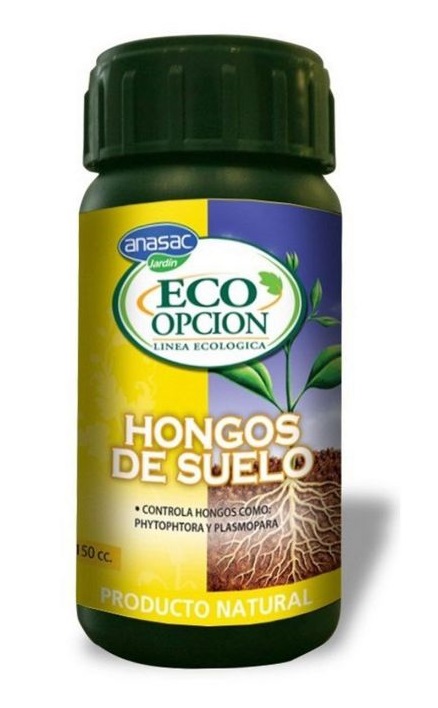 anasac
Jardín
ECO
OPCION
LINEA ECOLOGICA
HONGOS
DE SUELO
• CONTROLA HONGOS COMO:
PHYTOPHTORA Y PLASMOPARA
150 cc.
PRODUCTO NATURAL